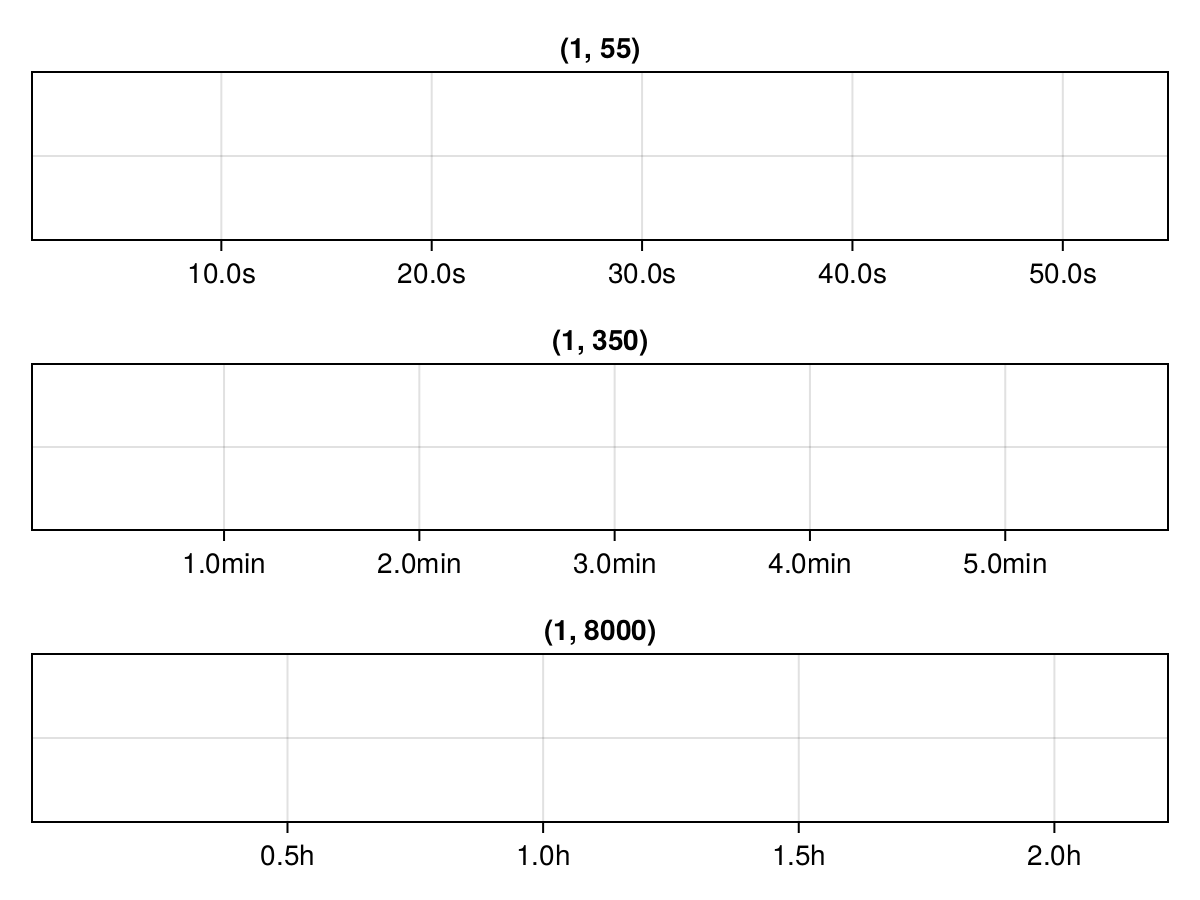 (1, 55)
10.0s 20.0s 30.0s 40.0s 50.0s
(1, 350)
1.0min 2.0min 3.0min 4.0min 5.0min
(1, 8000)
0.5h 1.0h 1.5h 2.0h